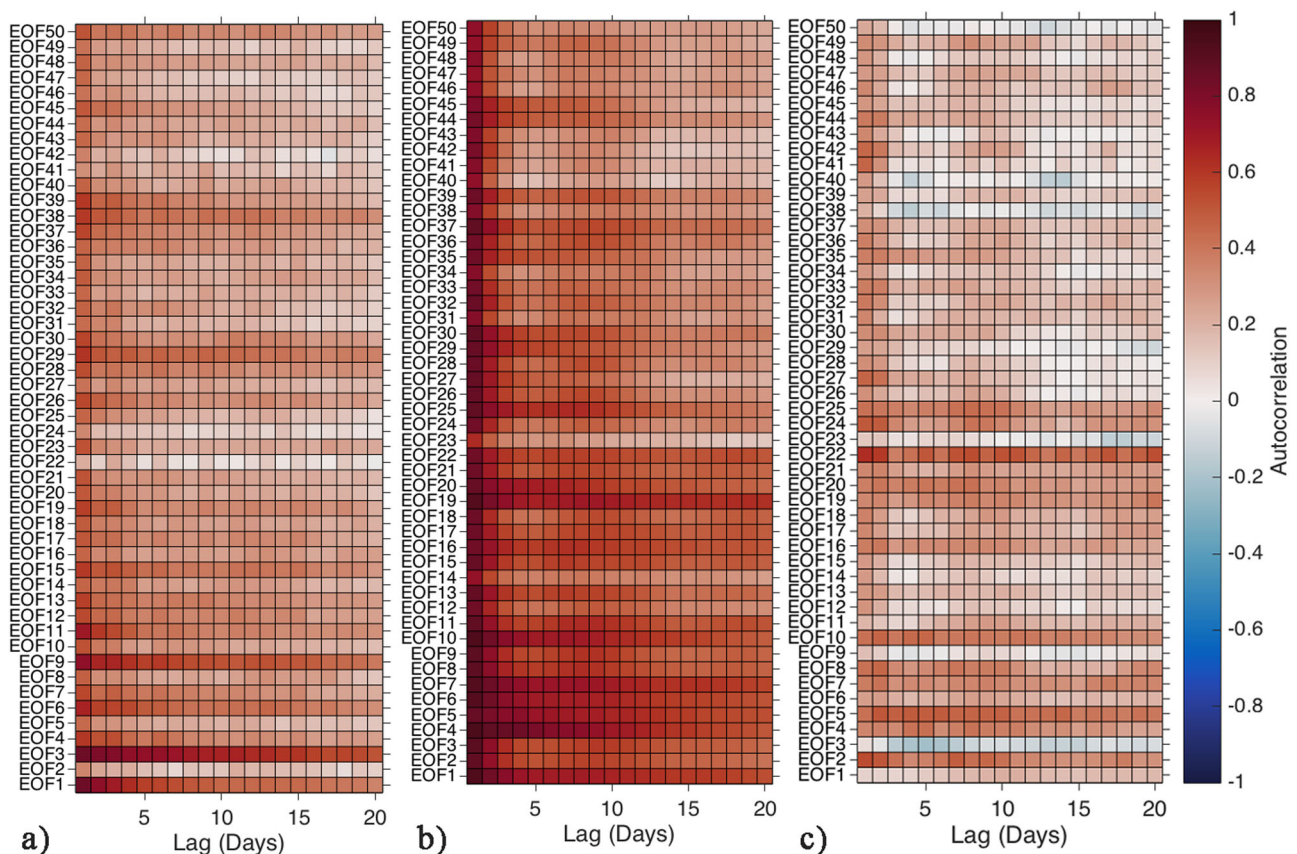 EOF50
EOF49
EOF48
EOF47
EOF46
EOF45
EOF44
EOF43
EOF42
EOF41
EOF40
EOF39
EOF38
EOF37
EOF36
EOF35
EOF34
EOF33
EOF32
EOF31
EOF30
EOF29
EOF28
EOF27
EOF26
EOF25
EOF24
EOF23
EOF22
EOF21
EOF20
EOF19
EOF18
EOF17
EOF16
EOF15
EOF14
EOF13
EOF12
EOF11
EOF10
EOF9
EOF8
EOF7
EOF6
EOF5
EOF4
EOF3
EOF2
EOF1
5 10 15 20
a) Lag (Days)
EOF50
EOF49
EOF48
EOF47
EOF46
EOF45
EOF44
EOF43
EOF42
EOF41
EOF40
EOF39
EOF38
EOF37
EOF36
EOF35
EOF34
EOF33
EOF32
EOF31
EOF30
EOF29
EOF28
EOF27
EOF26
EOF25
EOF24
EOF23
EOF22
EOF21
EOF20
EOF19
EOF18
EOF17
EOF16
EOF15
EOF14
EOF13
EOF12
EOF11
EOF10
EOF9
EOF8
EOF7
EOF6
EOF5
EOF4
EOF3
EOF2
EOF1
5 10 15 20
b) Lag (Days)
EOF50
EOF49
EOF48
EOF47
EOF46
EOF45
EOF44
EOF43
EOF42
EOF41
EOF40
EOF39
EOF38
EOF37
EOF36
EOF35
EOF34
EOF33
EOF32
EOF31
EOF30
EOF29
EOF28
EOF27
EOF26
EOF25
EOF24
EOF23
EOF22
EOF21
EOF20
EOF19
EOF18
EOF17
EOF16
EOF15
EOF14
EOF13
EOF12
EOF11
EOF10
EOF9
EOF8
EOF7
EOF6
EOF5
EOF4
EOF3
EOF2
EOF1
5 10 15 20
c) Lag (Days)
1
0.8
0.6
0.4
0.2
0
-0.2
-0.4
-0.6
-0.8
-1
Autocorrelation